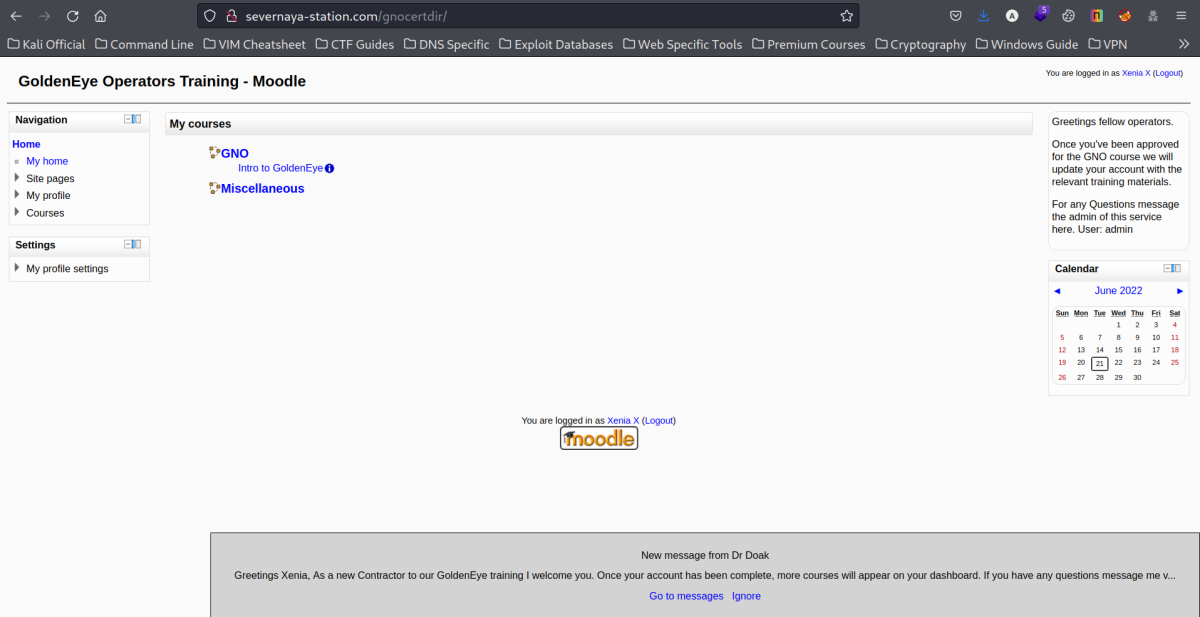 severnaya-station.com/gnocertdir/
5
Kali Official Command Line VIM Cheatsheet CTF Guides DNS Specific Exploit Databases Web Specific Tools Premium Courses Cryptography Windows Guide VPN
GoldenEye Operators Training - Moodle
You are logged in as Xenia X (Logout)
Navigation
Home
My home
Site pages
My profile
Courses
Settings
My profile settings
My courses
GNO
Intro to GoldenEye
Miscellaneous
Greetings fellow operators.
Once you've been approved
for the GNO course we will
update your account with the
relevant training materials.
For any Questions message
the admin of this service
here. User: admin
Calendar
◄ June 2022 ►
Sun Mon Tue Wed Thu Fri Sat
1 2 3 4
5 6 7 8 9 10 11
12 13 14 15 16 17 18
19 20 21 22 23 24 25
26 27 28 29 30
You are logged in as Xenia X (Logout)
moodle
New message from Dr Doak
Greetings Xenia, As a new Contractor to our GoldenEye training I welcome you. Once your account has been complete, more courses will appear on your dashboard. If you have any questions message me v...
Go to messages Ignore